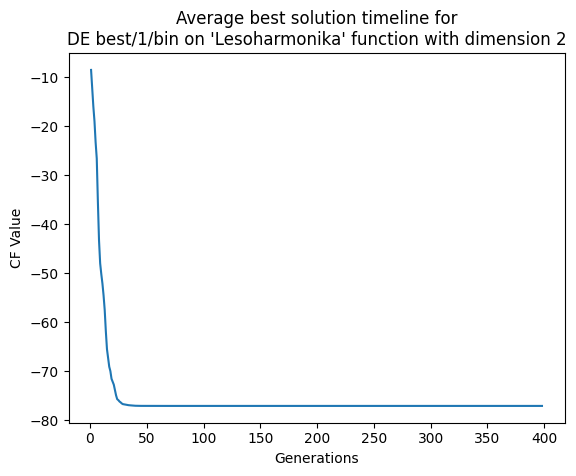 Average best solution timeline for
DE best/1/bin on 'Lesoharmonika' function with dimension 2
CF Value
−10
−20
−30
−40
−50
−60
−70
−80
0 50 100 150 200 250 300 350 400
Generations